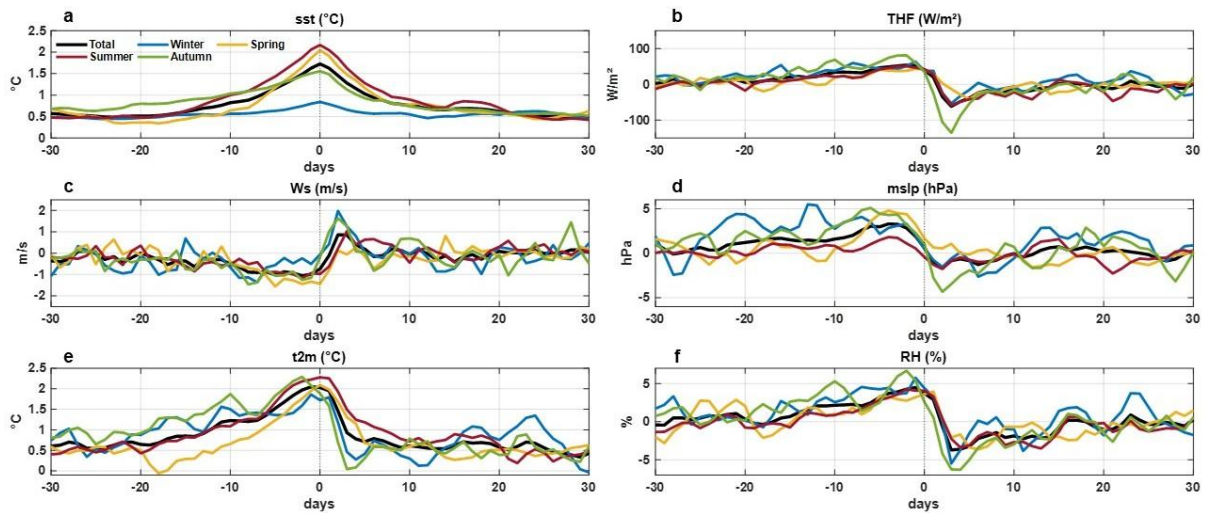 a sst (°C)
2.5
2
1.5
1
0.5
0
°C
Total Winter Spring
Summer Autumn
-30 -20 -10 0 10 20 30
days
b THF (W/m²)
100
0
-100
W/m²
-30 -20 -10 0 10 20 30
days
c Ws (m/s)
2
1
0
-1
-2
m/s
-30 -20 -10 0 10 20 30
days
d mslp (hPa)
5
0
-5
hPa
-30 -20 -10 0 10 20 30
days
e t2m (°C)
2.5
2
1.5
1
0.5
0
°C
-30 -20 -10 0 10 20 30
days
f RH (%)
5
0
-5
%
-30 -20 -10 0 10 20 30
days